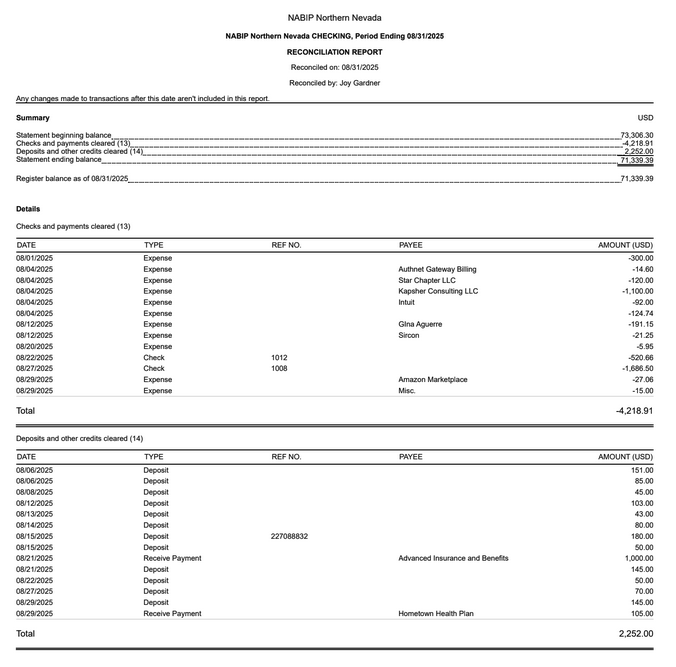 NABIP Northern Nevada
NABIP Northern Nevada CHECKING, Period Ending 08/31/2025
RECONCILIATION REPORT
Reconciled on: 08/31/2025
Reconciled by: Joy Gardner
Any changes made to transactions after this date aren't included in this report.
Summary USD
Statement beginning balance 73,306.30
Checks and payments cleared (13) -4,218.91
Deposits and other credits cleared (14) 2,252.00
Statement ending balance 71,339.39
Register balance as of 08/31/2025 71,339.39
Details
Checks and payments cleared (13)
DATE TYPE REF NO. PAYEE AMOUNT (USD)
08/01/2025 Expense -300.00
08/04/2025 Expense Authnet Gateway Billing -14.60
08/04/2025 Expense Star Chapter LLC -120.00
08/04/2025 Expense Kapsher Consulting LLC -1,100.00
08/04/2025 Expense Intuit -92.00
08/04/2025 Expense -124.74
08/12/2025 Expense GIna Aguerre -191.15
08/12/2025 Expense Sircon -21.25
08/20/2025 Expense -5.95
08/22/2025 Check 1012 -520.66
08/27/2025 Check 1008 -1,686.50
08/29/2025 Expense Amazon Marketplace -27.06
08/29/2025 Expense Misc. -15.00
Total -4,218.91
Deposits and other credits cleared (14)
DATE TYPE REF NO. PAYEE AMOUNT (USD)
08/06/2025 Deposit 151.00
08/06/2025 Deposit 85.00
08/08/2025 Deposit 45.00
08/12/2025 Deposit 103.00
08/13/2025 Deposit 43.00
08/14/2025 Deposit 80.00
08/15/2025 Deposit 227088832 180.00
08/15/2025 Deposit 50.00
08/21/2025 Receive Payment Advanced Insurance and Benefits 1,000.00
08/21/2025 Deposit 145.00
08/22/2025 Deposit 50.00
08/27/2025 Deposit 70.00
08/29/2025 Deposit 145.00
08/29/2025 Receive Payment Hometown Health Plan 105.00
Total 2,252.00